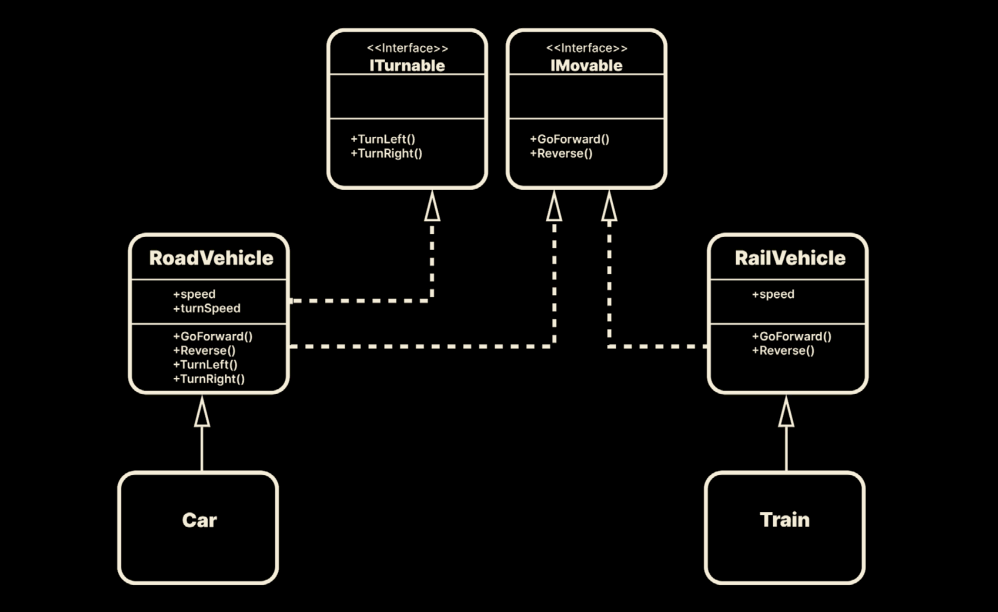 <<Interface>>
ITurnable
+TurnLeft()
+TurnRight()
<<Interface>>
IMovable
+GoForward()
+Reverse()
RoadVehicle
+speed
+turnSpeed
+GoForward()
+Reverse()
+TurnLeft()
+TurnRight()
RailVehicle
+speed
+GoForward()
+Reverse()
Car
Train